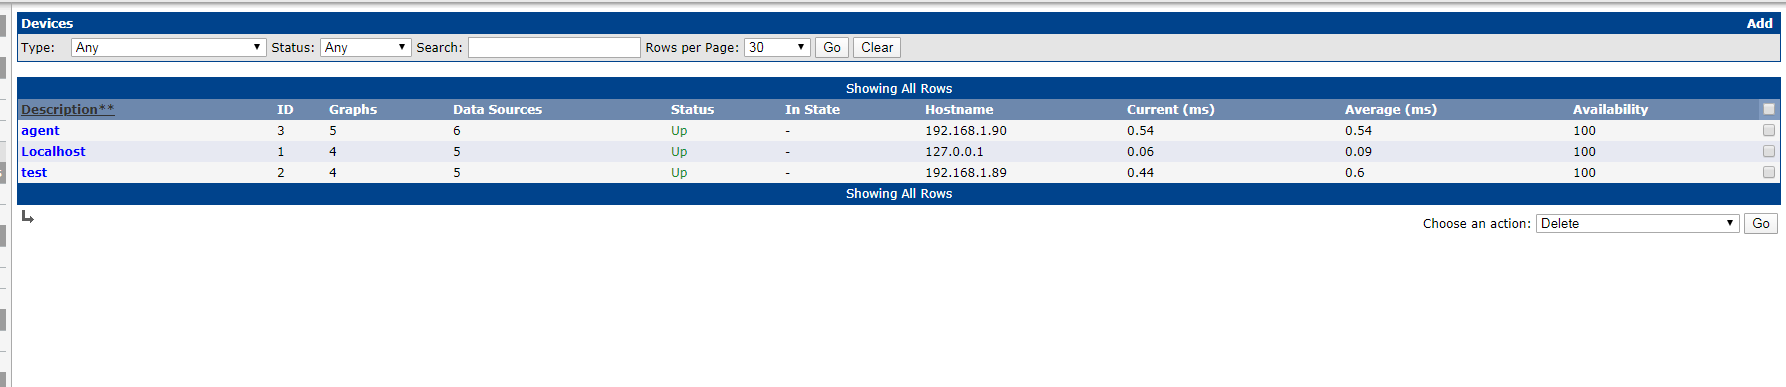 Devices Add
Type: Any Status: Any Search: Rows per Page: 30 Go Clear
Showing All Rows
Description** ID Graphs Data Sources Status In State Hostname Current (ms) Average (ms) Availability
agent 3 5 6 Up - 192.168.1.90 0.54 0.54 100
Localhost 1 4 5 Up - 127.0.0.1 0.06 0.09 100
test 2 4 5 Up - 192.168.1.89 0.44 0.6 100
Showing All Rows
Choose an action: Delete Go